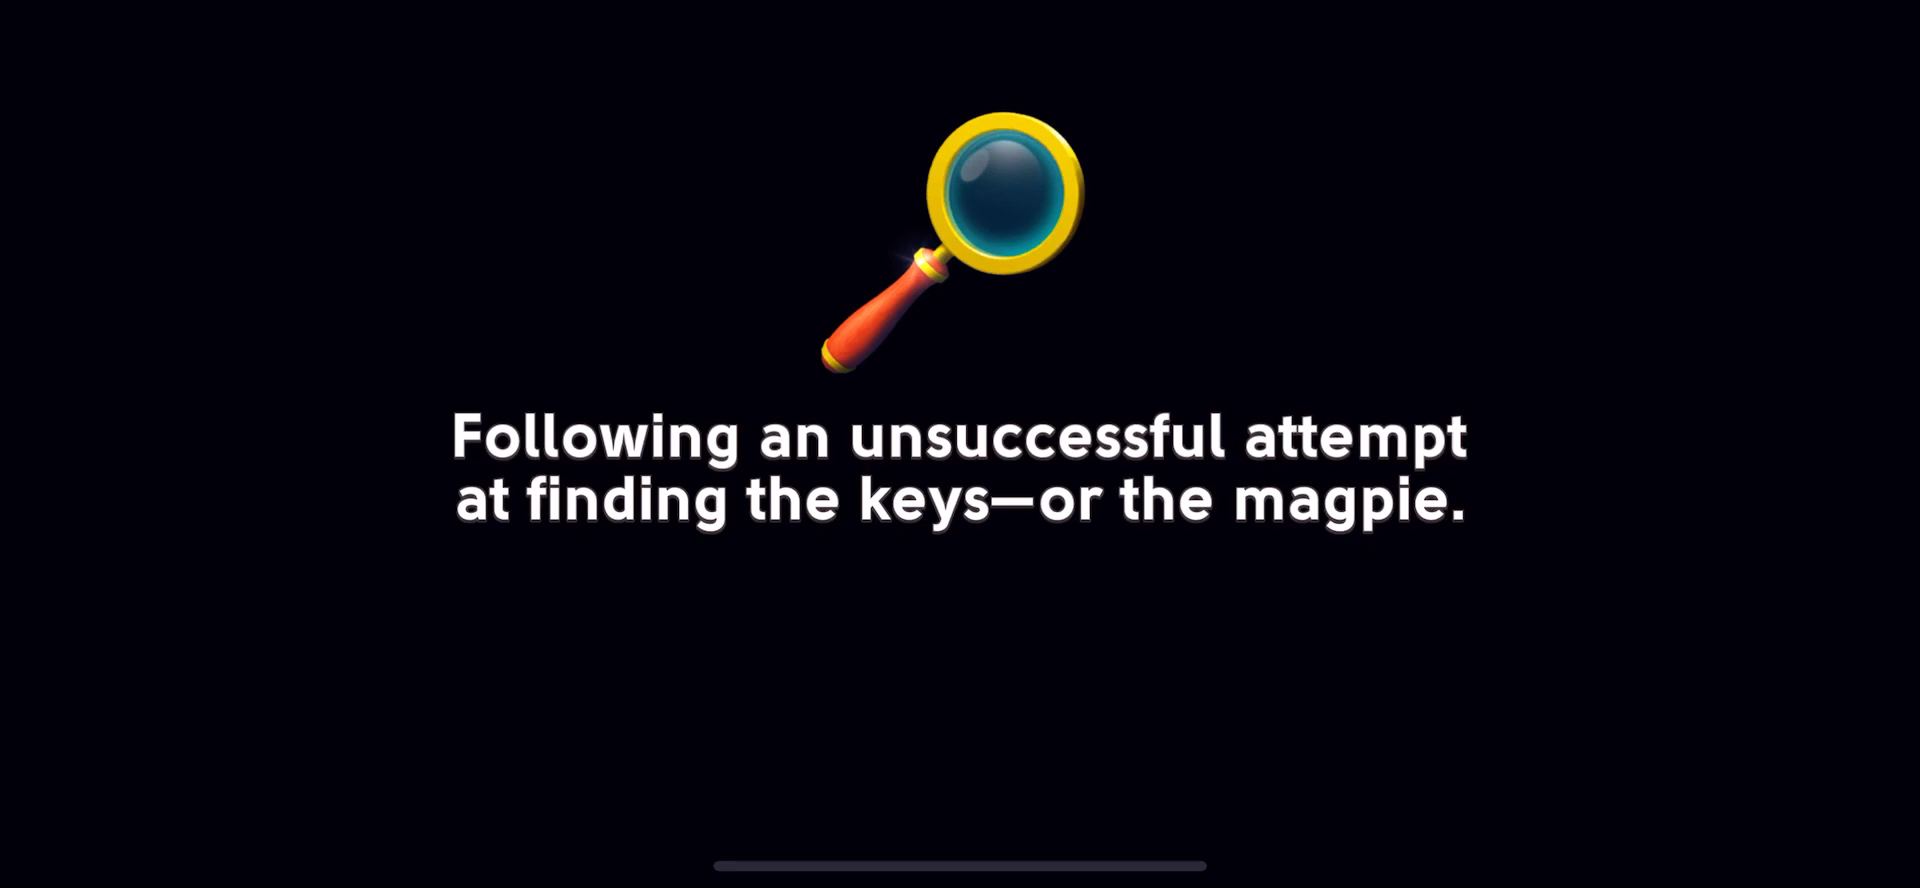 Following an unsuccessful attempt
at finding the keys—or the magpie.